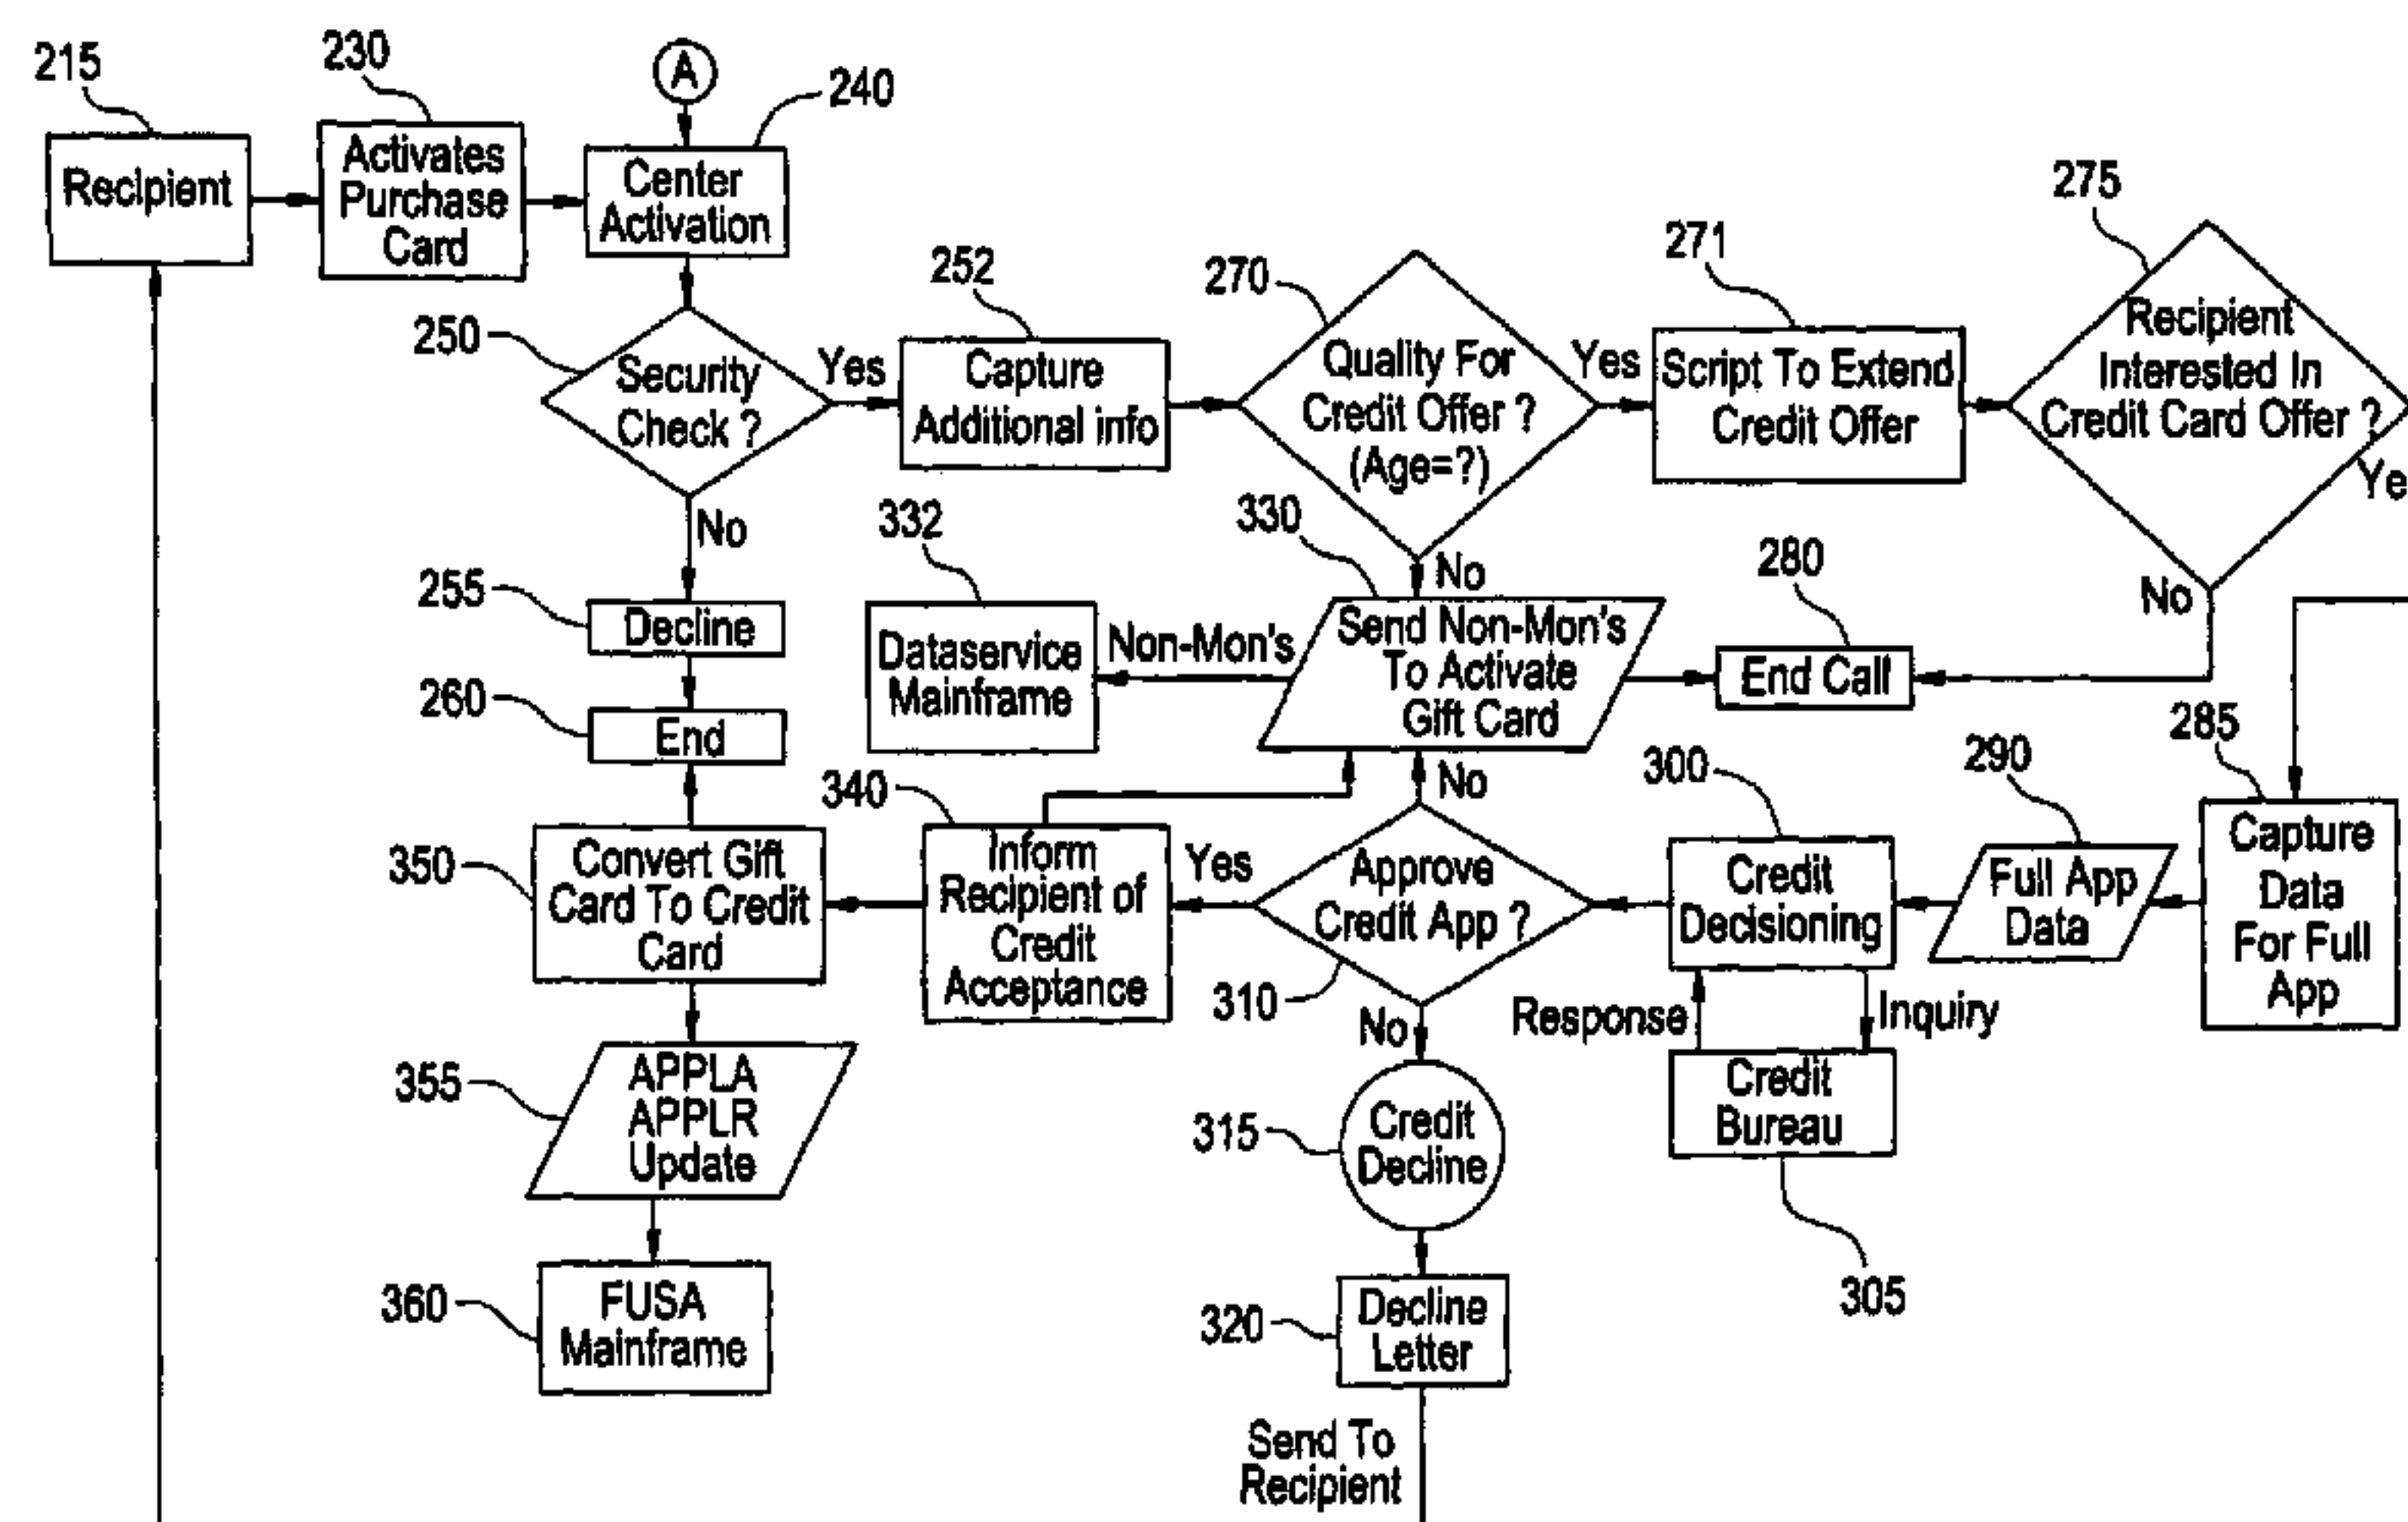 215
230
A
240
Recipient
Activates
Purchase
Card
Center
Activation
250
Security
Check ?
Yes
No
252
Capture
Additional info
270
Quality For
Credit Offer ?
(Age=?)
Yes
No
271
Script To Extend
Credit Offer
275
Recipient
Interested In
Credit Card Offer ?
Ye
No
255
Decline
260
End
332
Dataservice
Mainframe
Non-Mon's
330
Send Non-Mon's
To Activate
Gift Card
280
End Call
285
Capture
Data
For Full
App
290
Full App
Data
300
Credit
Decisioning
Response
Inquiry
Credit
Bureau
305
No
Approve
Credit App ?
310
Yes
No
340
Inform
Recipient of
Credit
Acceptance
350
Convert Gift
Card To Credit
Card
355
APPLA
APPLR
Update
360
FUSA
Mainframe
315
Credit
Decline
320
Decline
Letter
Send To
Recipient